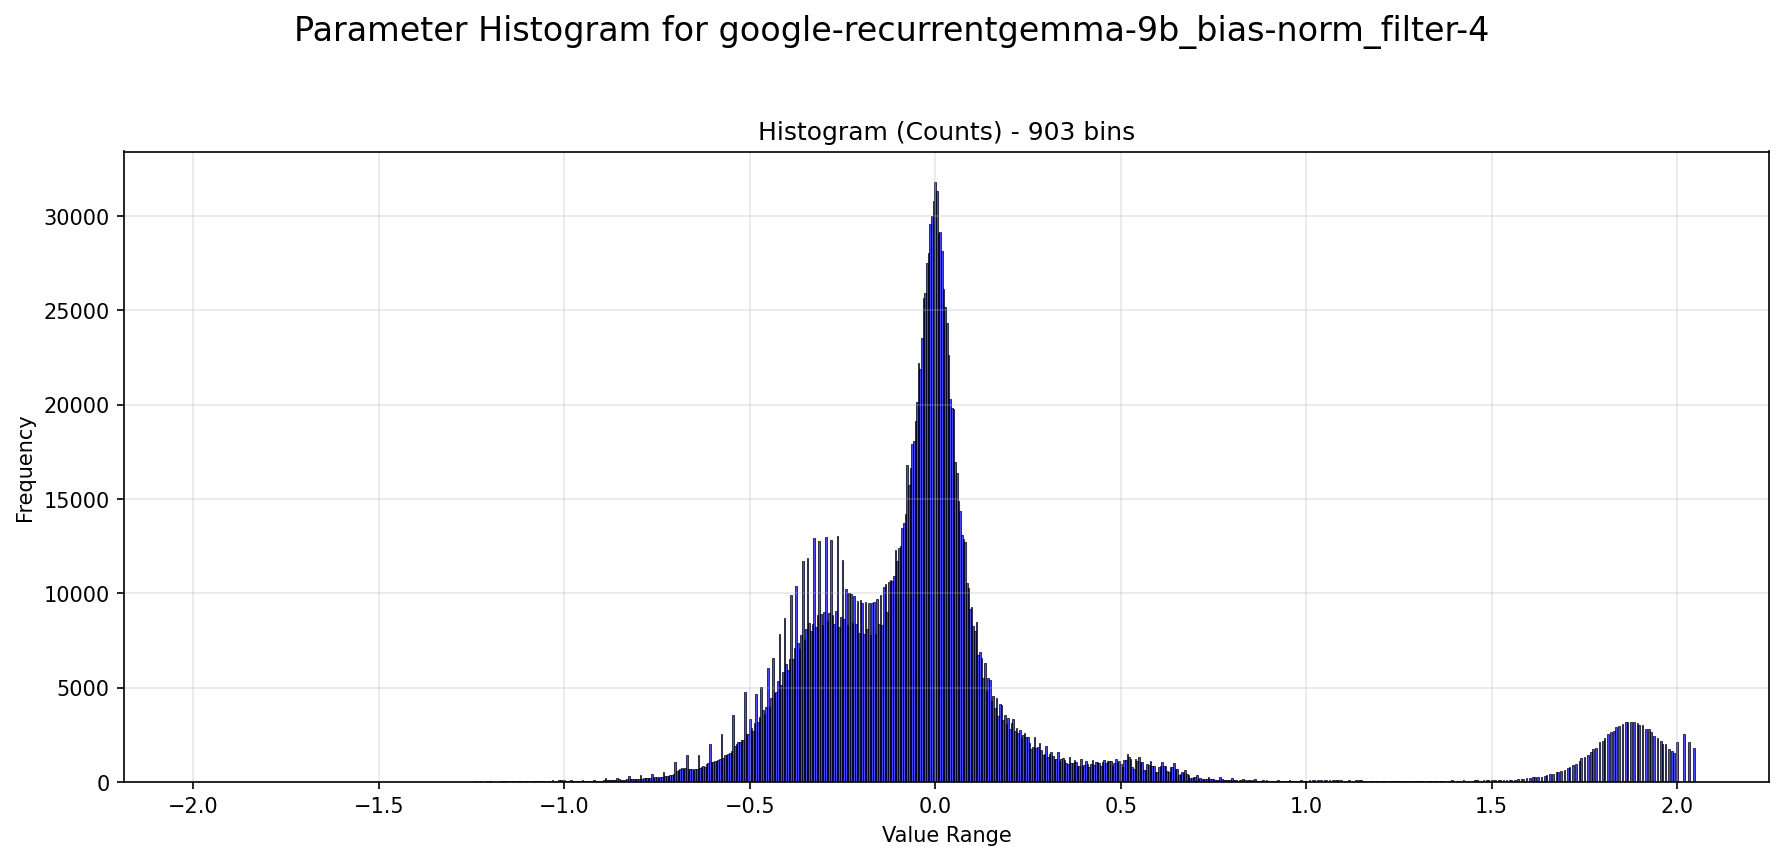 Parameter Histogram for google-recurrentgemma-9b_bias-norm_filter-4
Histogram (Counts) - 903 bins
30000
25000
20000
15000
10000
5000
0
Frequency
−2.0 −1.5 −1.0 −0.5 0.0 0.5 1.0 1.5 2.0
Value Range